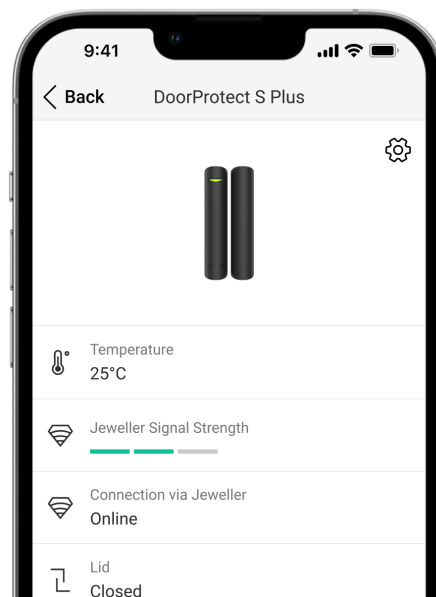 9:41
Back
DoorProtect S Plus
Temperature
25°C
Jeweller Signal Strength
Connection via Jeweller
Online
Lid
Closed